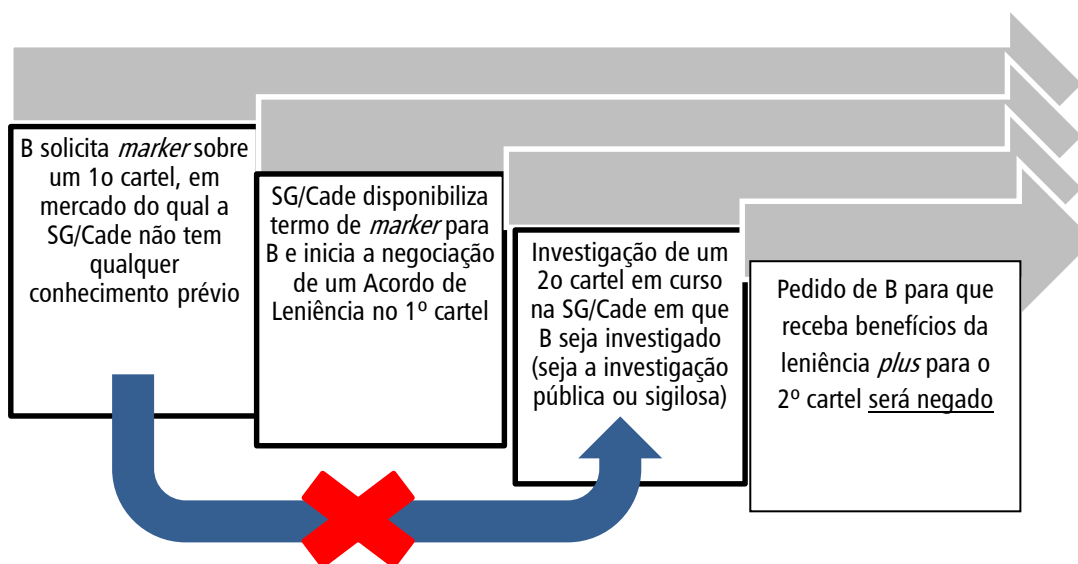 B solicita marker sobre
um 1o cartel, em
mercado do qual a
SG/Cade não tem
qualquer
conhecimento prévio
SG/Cade disponibiliza
termo de marker para
B e inicia a negociação
de um Acordo de
Leniência no 1º cartel
Investigação de um
2o cartel em curso
na SG/Cade em que
B seja investigado
(seja a investigação
pública ou sigilosa)
Pedido de B para que
receba benefícios da
leniência plus para o
2º cartel será negado